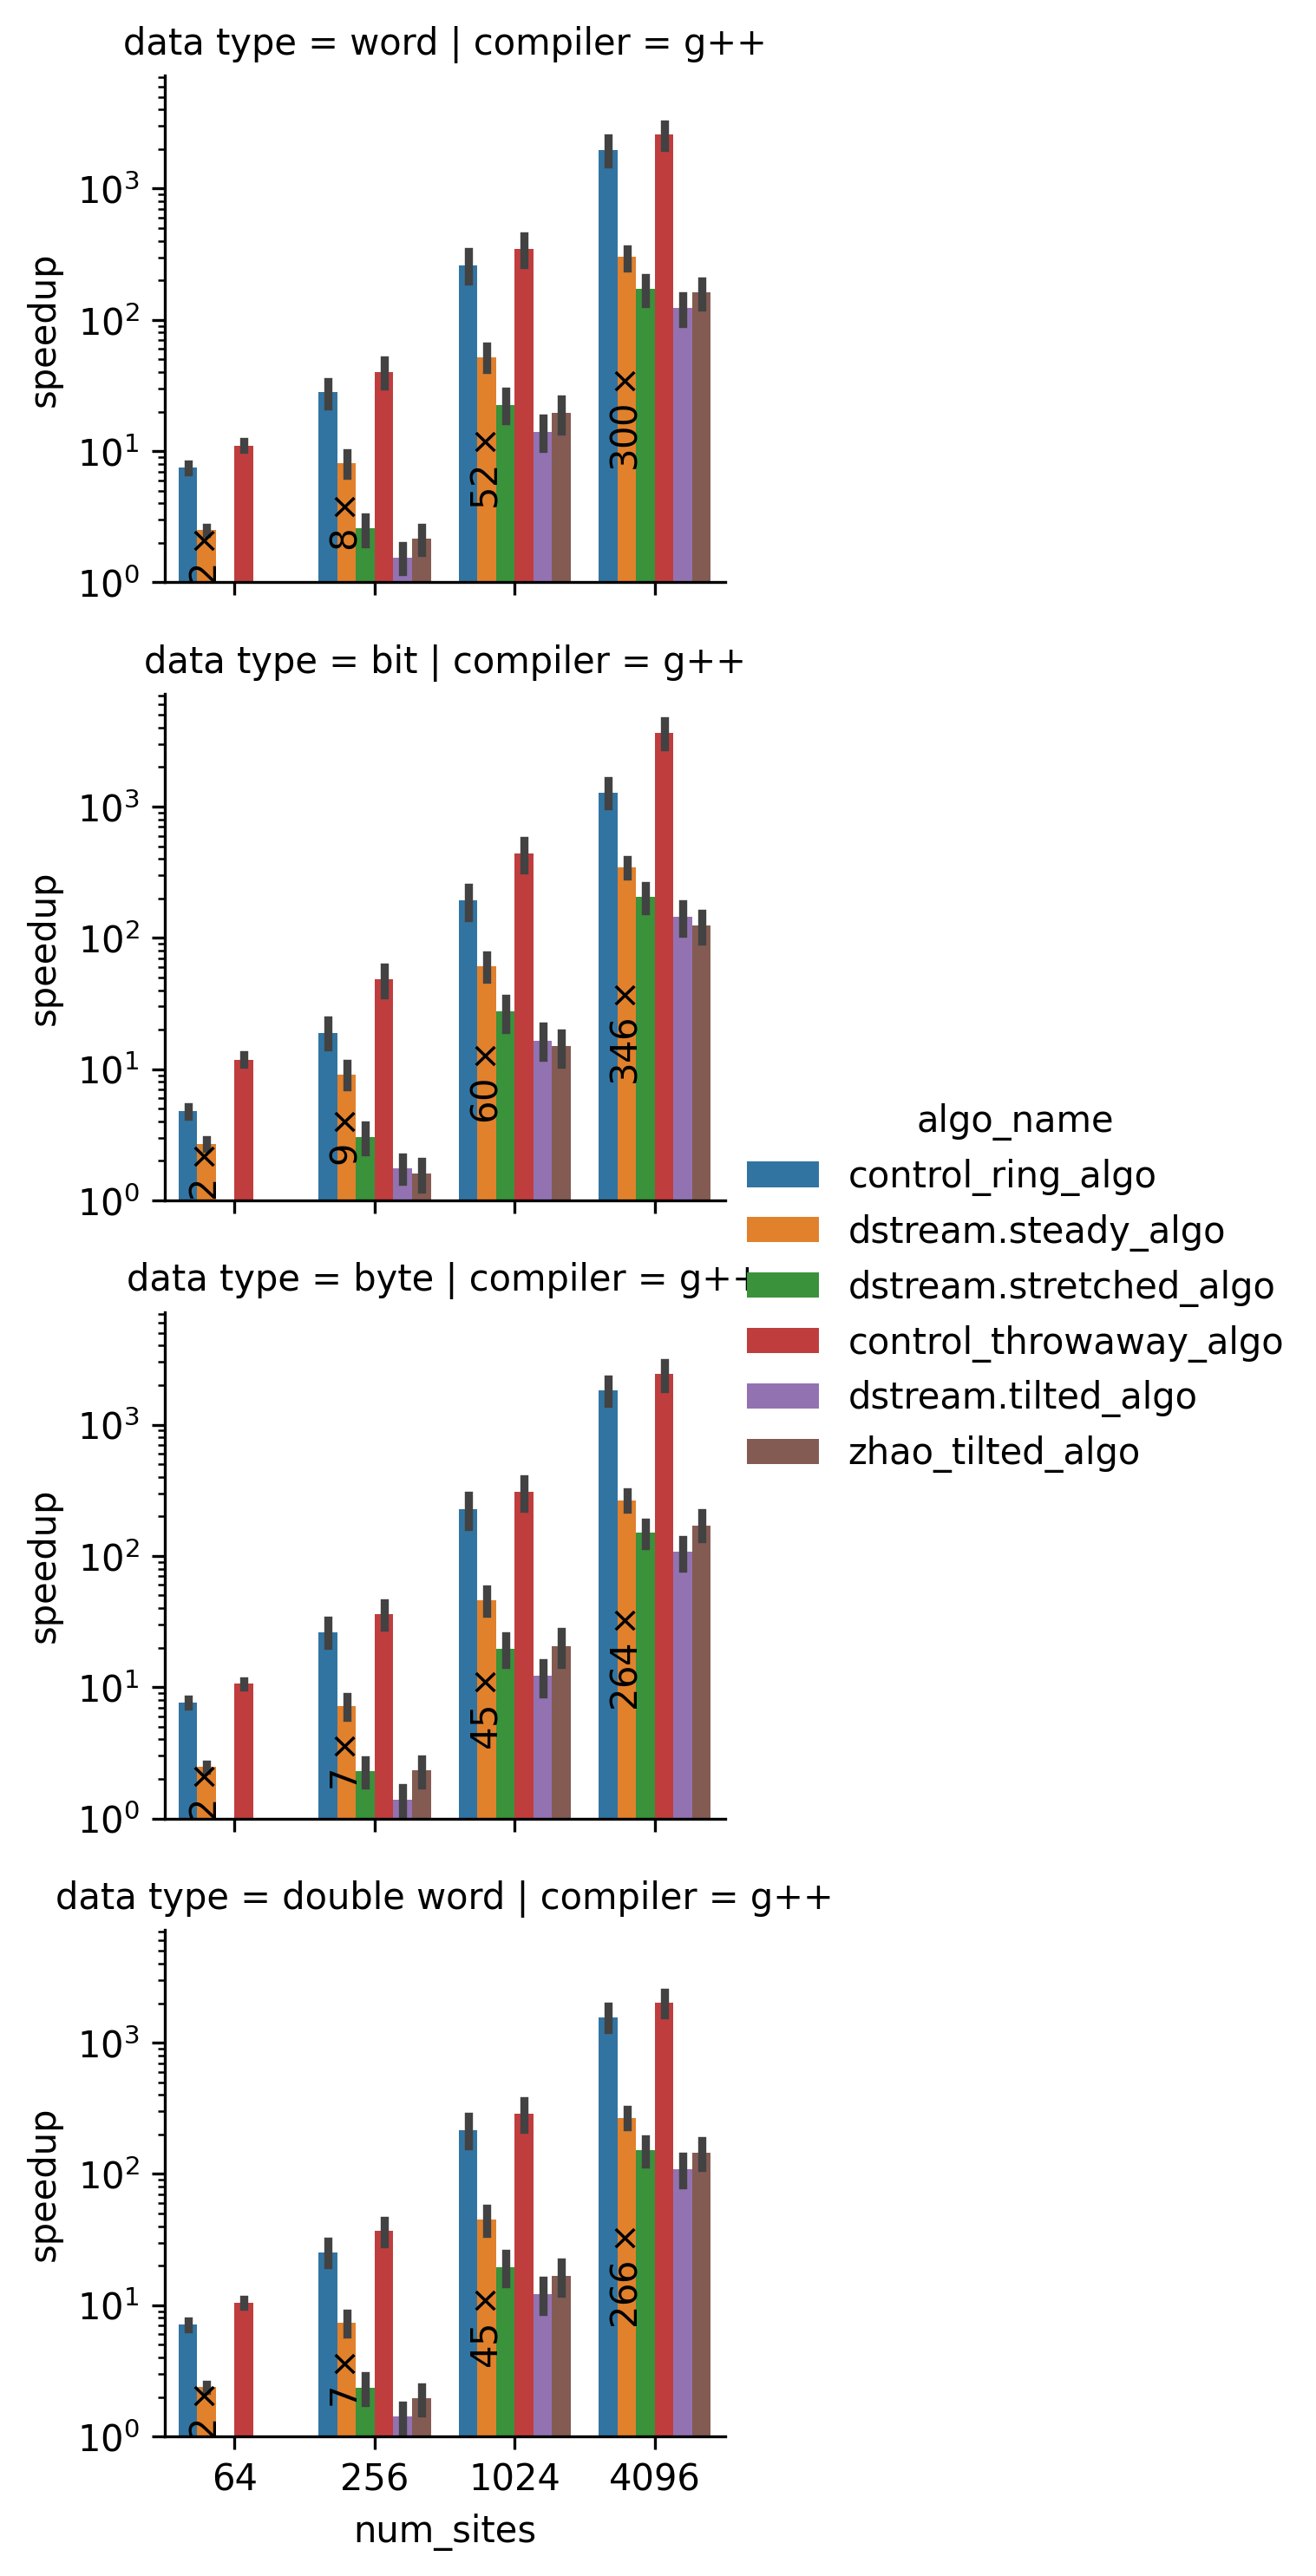 data type = word | compiler = g++
speedup
10³
10²
10¹
10⁰
2 ×
8 ×
52 ×
300 ×
data type = bit | compiler = g++
speedup
10³
10²
10¹
10⁰
2 ×
9 ×
60 ×
346 ×
algo_name
control_ring_algo
dstream.steady_algo
dstream.stretched_algo
control_throwaway_algo
dstream.tilted_algo
zhao_tilted_algo
data type = byte | compiler = g++
speedup
10³
10²
10¹
10⁰
2 ×
7 ×
45 ×
264 ×
data type = double word | compiler = g++
speedup
10³
10²
10¹
10⁰
2 ×
7 ×
45 ×
266 ×
64 256 1024 4096
num_sites